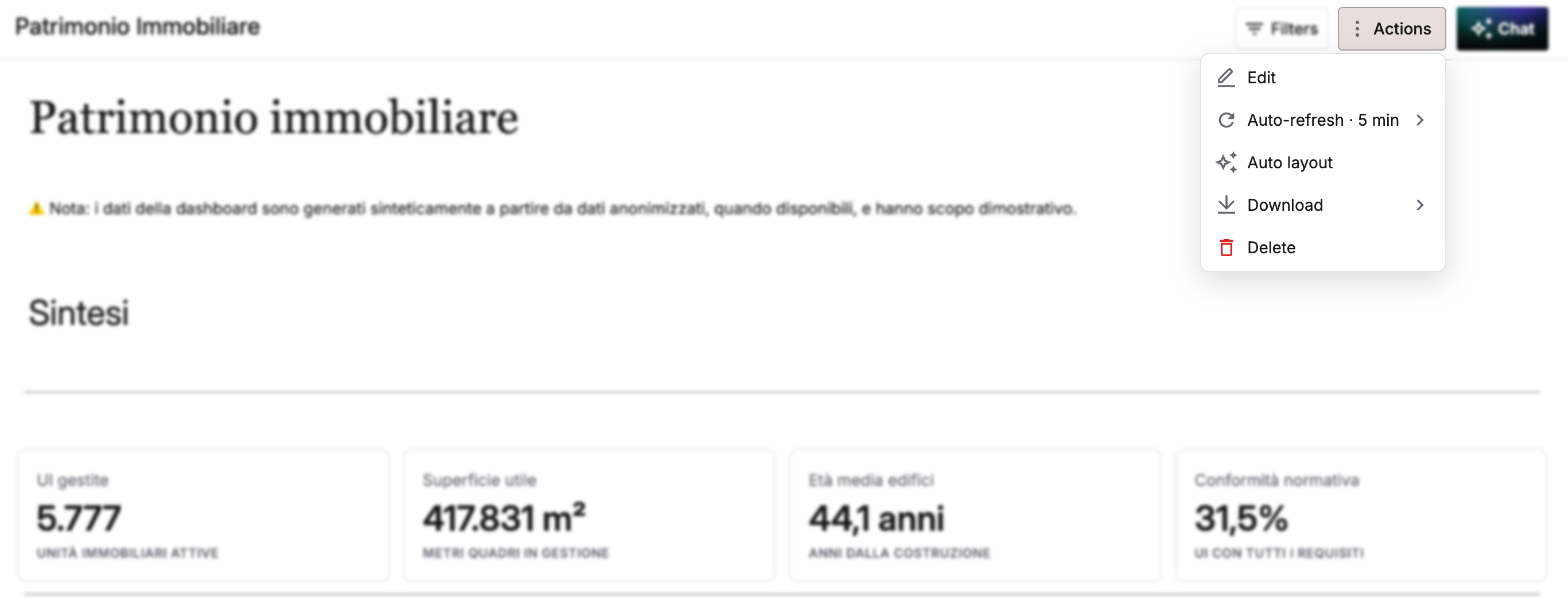 Patrimonio Immobiliare
Filters
Actions
Chat
Edit
Auto-refresh · 5 min
Auto layout
Download
Delete
Patrimonio immobiliare
⚠️ Nota: i dati della dashboard sono generati sinteticamente a partire da dati anonimizzati, quando disponibili, e hanno scopo dimostrativo.
Sintesi
UI gestite
5.777
UNITÀ IMMOBILIARI ATTIVE
Superficie utile
417.831 m²
METRI QUADRI IN GESTIONE
Età media edifici
44,1 anni
ANNI DALLA COSTRUZIONE
Conformità normativa
31,5%
UI CON TUTTI I REQUISITI